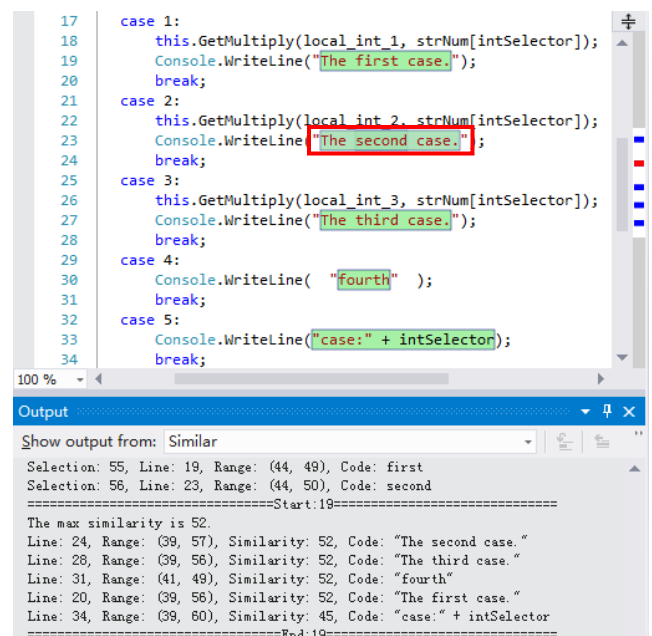 17 case 1:
18 this.GetMultiply(local_int_1, strNum[intSelector]);
19 Console.WriteLine("The first case.");
20 break;
21 case 2:
22 this.GetMultiply(local_int_2, strNum[intSelector]);
23 Console.WriteLine("The second case.");
24 break;
25 case 3:
26 this.GetMultiply(local_int_3, strNum[intSelector]);
27 Console.WriteLine("The third case.");
28 break;
29 case 4:
30 Console.WriteLine(  "fourth"  );
31 break;
32 case 5:
33 Console.WriteLine("case:" + intSelector);
34 break;
100 %
Output
Show output from: Similar
Selection: 55, Line: 19, Range: (44, 49), Code: first
Selection: 56, Line: 23, Range: (44, 50), Code: second
=================================Start:19==============================
The max similarity is 52.
Line: 24, Range: (39, 57), Similarity: 52, Code: "The second case."
Line: 28, Range: (39, 56), Similarity: 52, Code: "The third case."
Line: 31, Range: (41, 49), Similarity: 52, Code: "fourth"
Line: 20, Range: (39, 56), Similarity: 52, Code: "The first case."
Line: 34, Range: (39, 60), Similarity: 45, Code: "case:" + intSelector
==================================End:19===============================